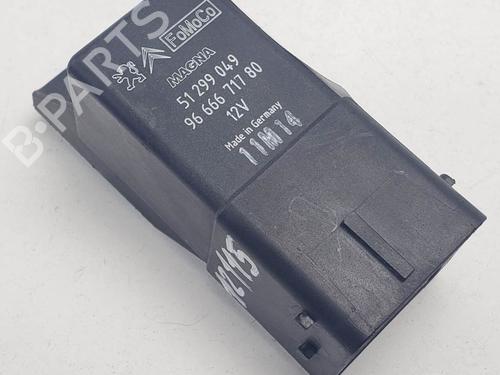 B-PARTS
FoMoCo
MAGNA
51 299 049
96 666 717 80
12V
Made in Germany
11M14